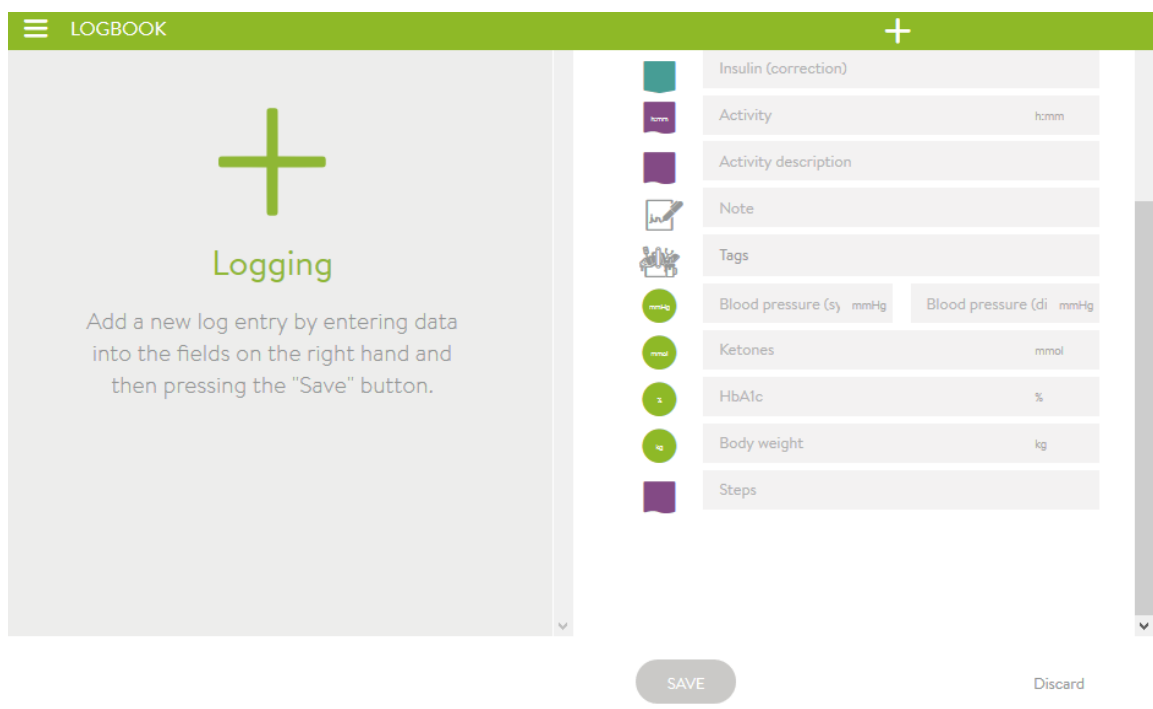 LOGBOOK
Logging
Add a new log entry by entering data
into the fields on the right hand and
then pressing the "Save" button.
Insulin (correction)
h:mm Activity h:mm
Activity description
Note
Tags
mmHg Blood pressure (sy mmHg Blood pressure (di mmHg
mmol Ketones mmol
% HbA1c %
kg Body weight kg
Steps
SAVE Discard